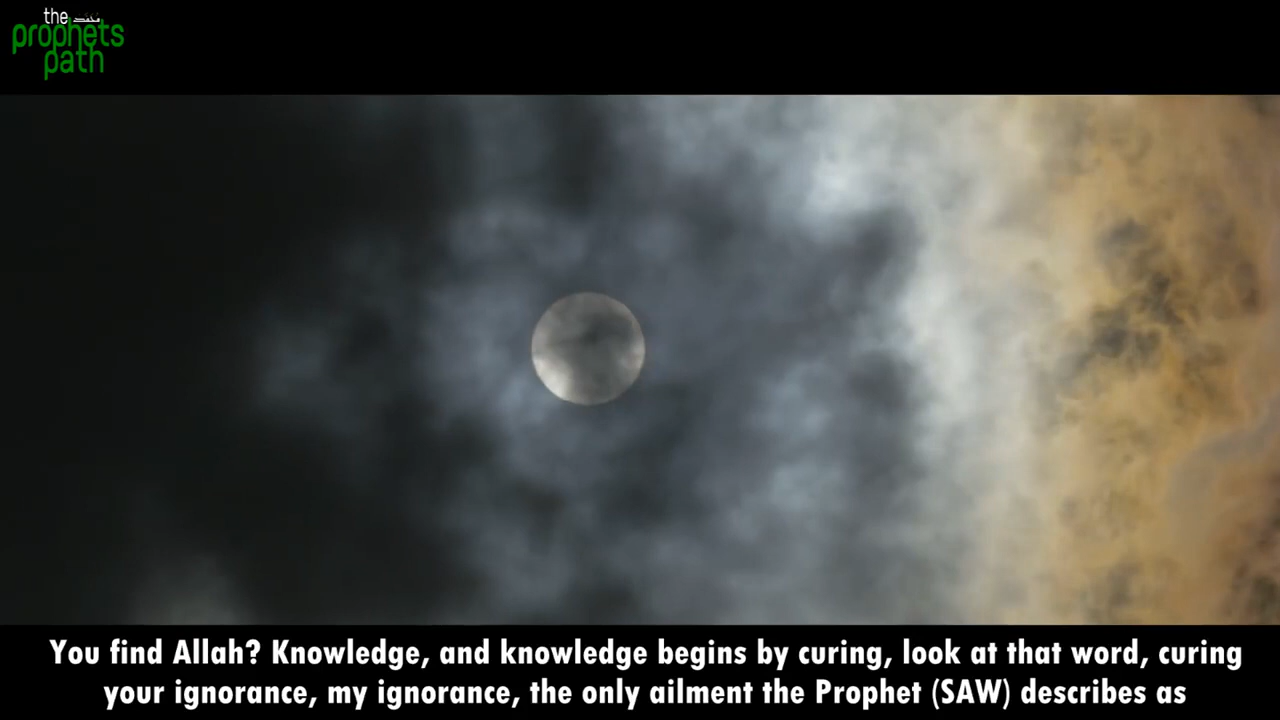 the
prophets
path
You find Allah? Knowledge, and knowledge begins by curing, look at that word, curing
your ignorance, my ignorance, the only ailment the Prophet (SAW) describes as